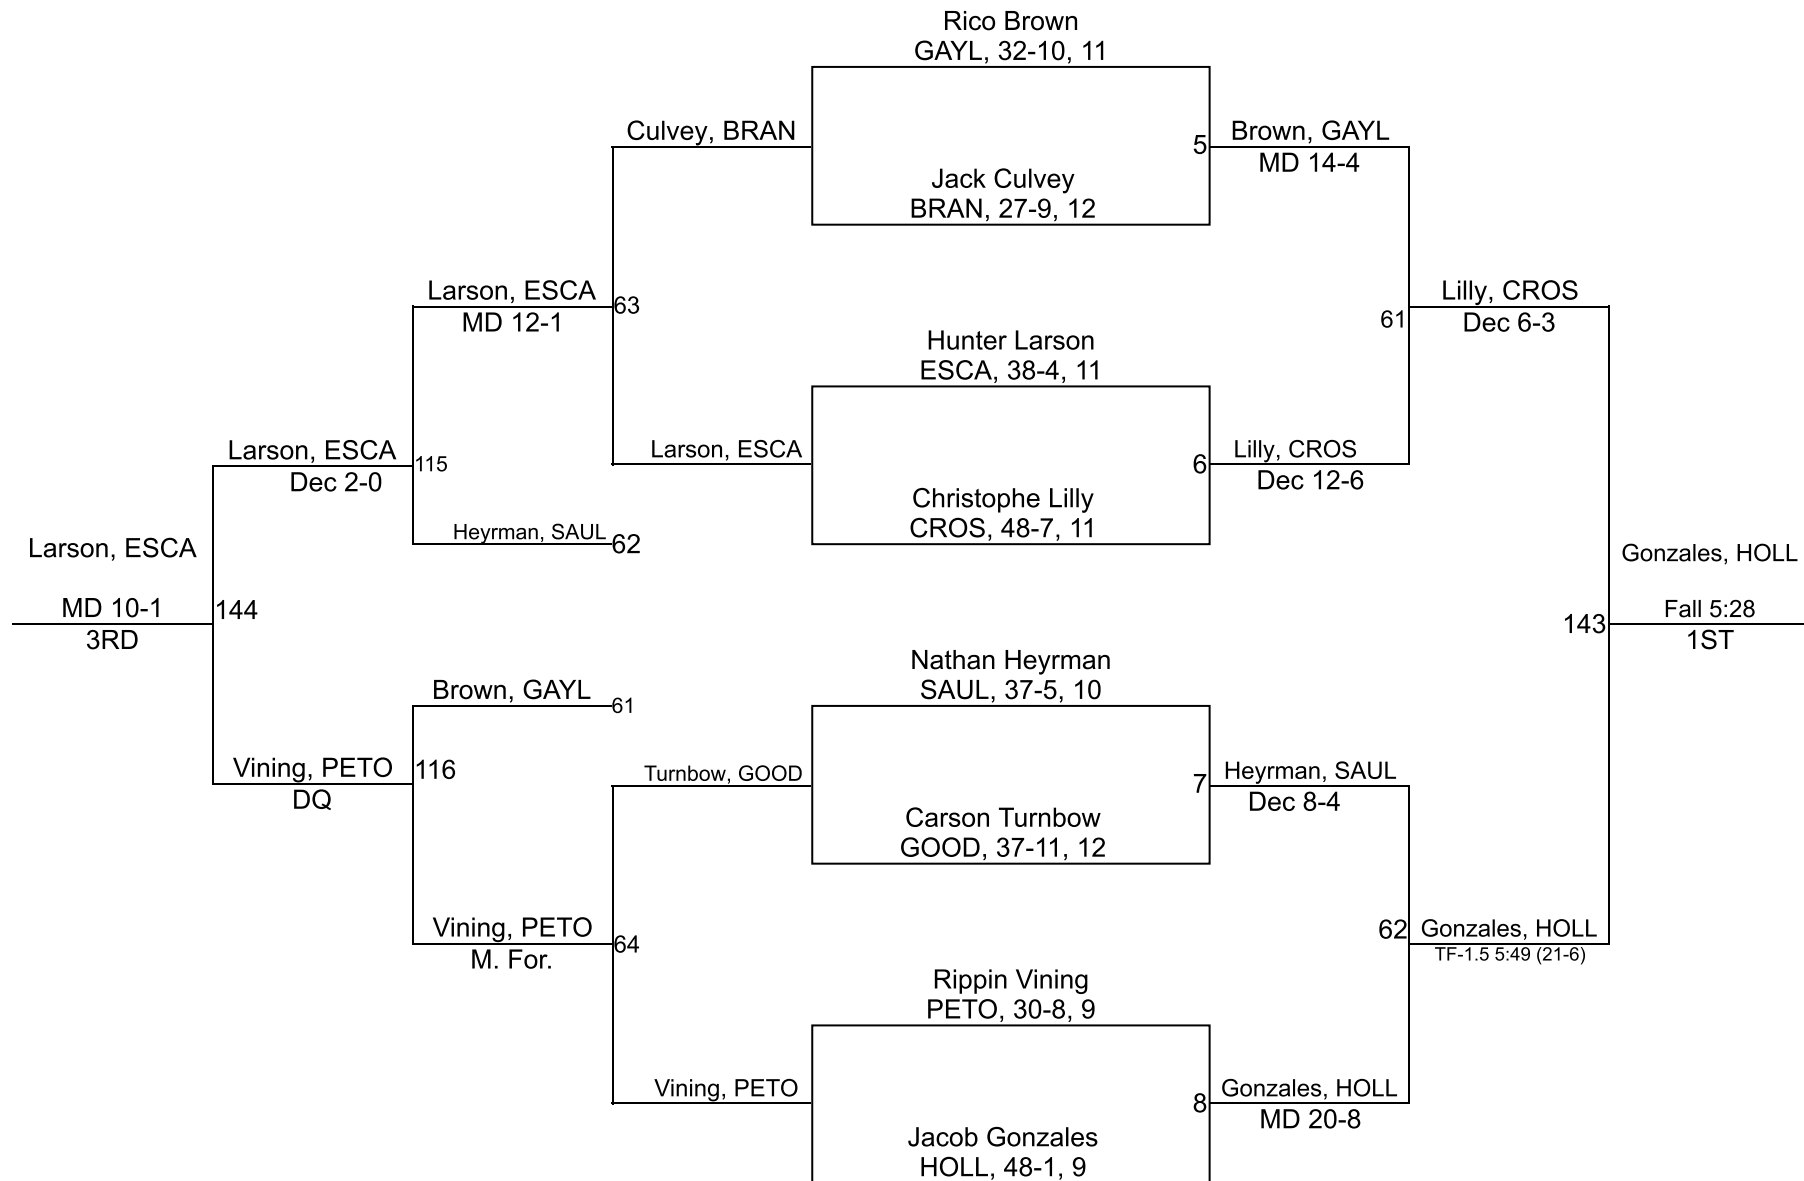 Rico Brown
GAYL, 32-10, 11
Culvey, BRAN
5
Brown, GAYL
MD 14-4
Jack Culvey
BRAN, 27-9, 12
Larson, ESCA
MD 12-1
63
61
Lilly, CROS
Dec 6-3
Hunter Larson
ESCA, 38-4, 11
Larson, ESCA
Dec 2-0
115
Larson, ESCA
6
Lilly, CROS
Dec 12-6
Christophe Lilly
CROS, 48-7, 11
Heyrman, SAUL
62
Larson, ESCA
MD 10-1
3RD
144
Gonzales, HOLL
143
Fall 5:28
1ST
Nathan Heyrman
SAUL, 37-5, 10
Brown, GAYL
61
Vining, PETO
DQ
116
Turnbow, GOOD
7
Heyrman, SAUL
Dec 8-4
Carson Turnbow
GOOD, 37-11, 12
Vining, PETO
M. For.
64
62
Gonzales, HOLL
TF-1.5 5:49 (21-6)
Rippin Vining
PETO, 30-8, 9
Vining, PETO
8
Gonzales, HOLL
MD 20-8
Jacob Gonzales
HOLL, 48-1, 9